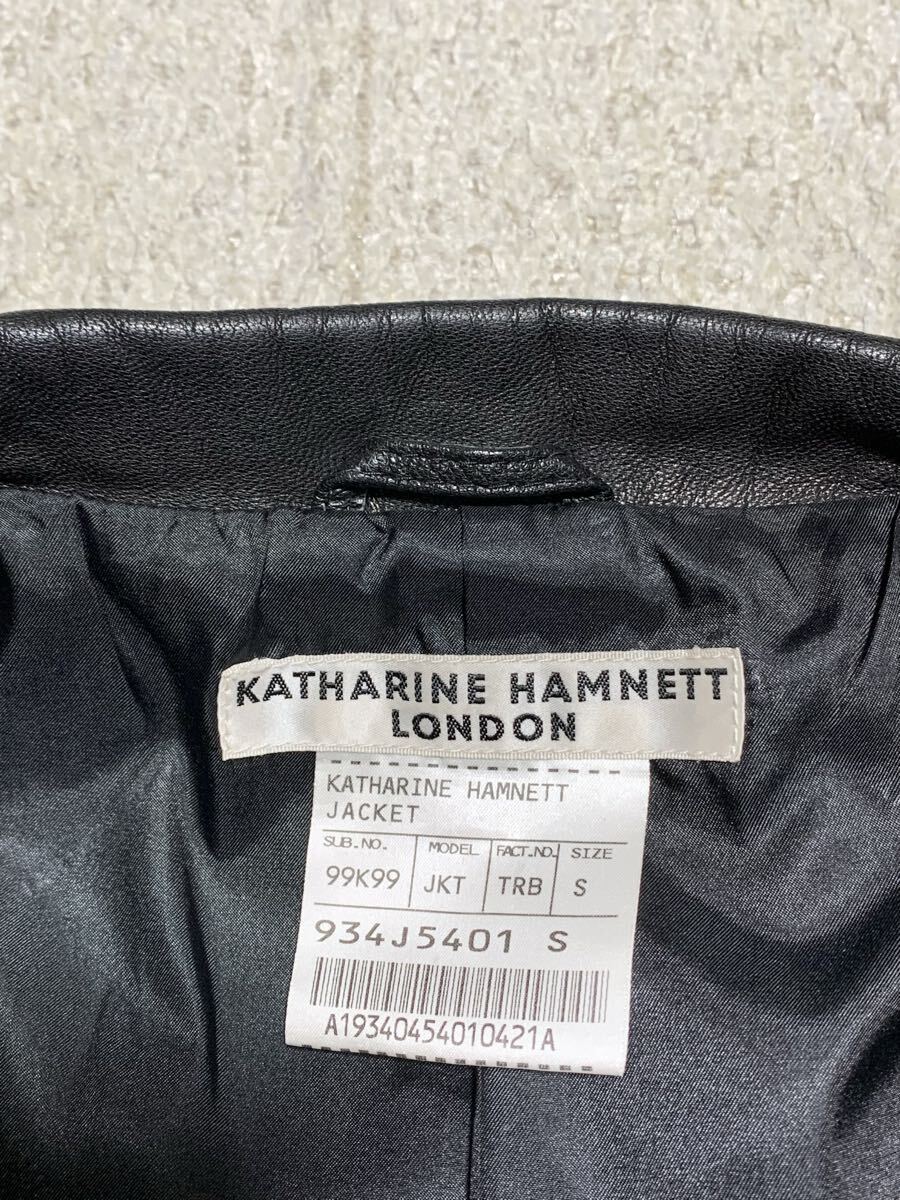 KATHARINE HAMNETT
LONDON
KATHARINE HAMNETT
JACKET
SUB.NO. MODEL FACT.NO. SIZE
99K99 JKT TRB S
934J5401 S
A19340454010421A